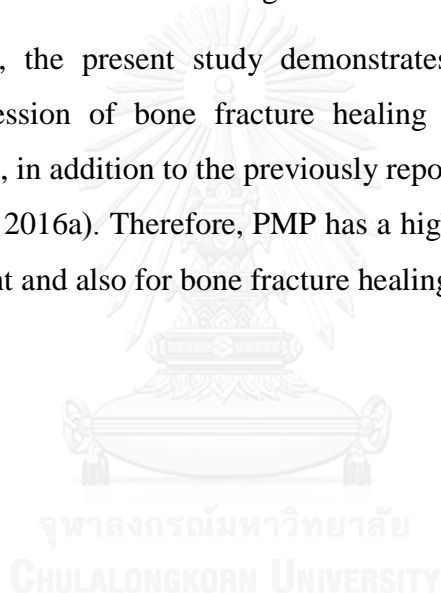 , the present study demonstrates
ession of bone fracture healing
, in addition to the previously repo
2016a). Therefore, PMP has a hig
nt and also for bone fracture healing
จุฬาลงกรณ์มหาวิทยาลัย
CHULALONGKORN UNIVERSITY